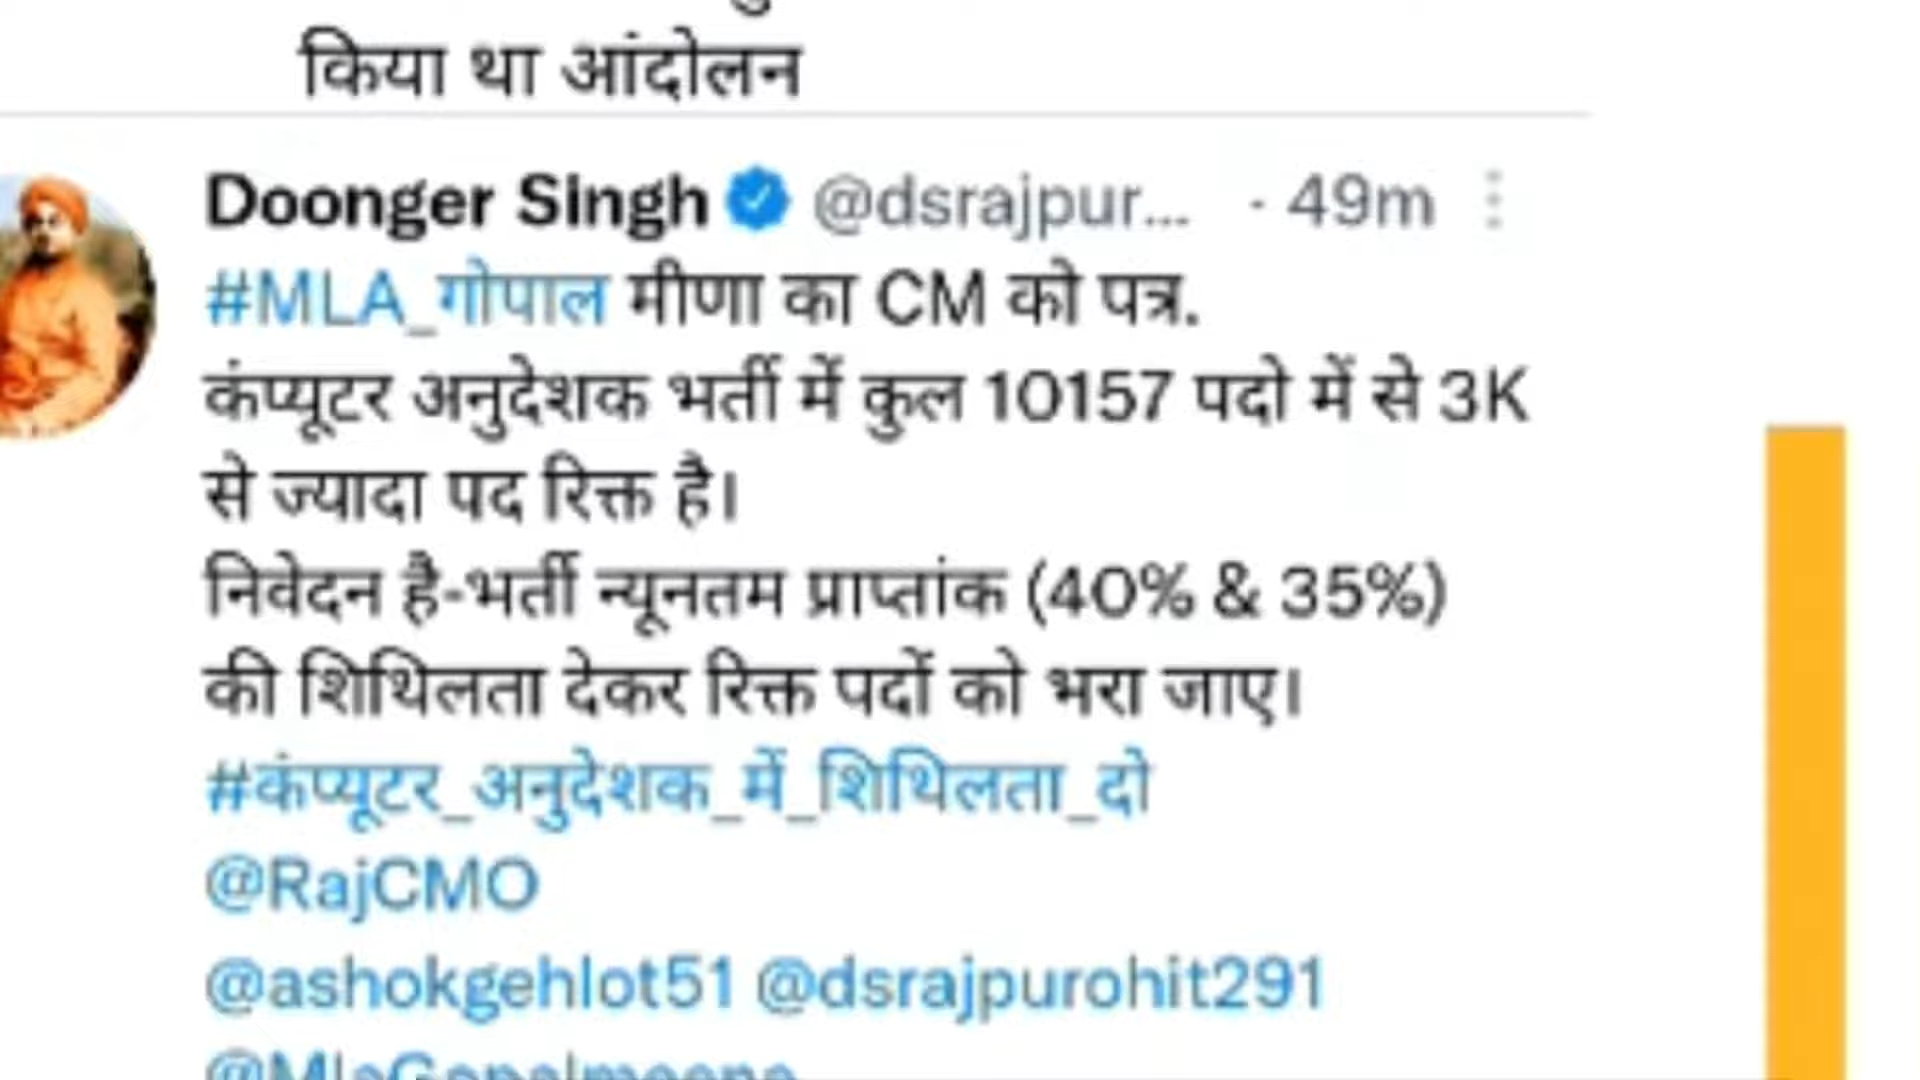 किया था आंदोलन
Doonger Singh @dsrajpur... · 49m
#MLA_गोपाल मीणा का CM को पत्र.
कंप्यूटर अनुदेशक भर्ती में कुल 10157 पदो में से 3K
से ज्यादा पद रिक्त है।
निवेदन है-भर्ती न्यूनतम प्राप्तांक (40% & 35%)
की शिथिलता देकर रिक्त पदों को भरा जाए।
#कंप्यूटर_अनुदेशक_में_शिथिलता_दो
@RajCMO
@ashokgehlot51 @dsrajpurohit291
@MlaGopalmeena